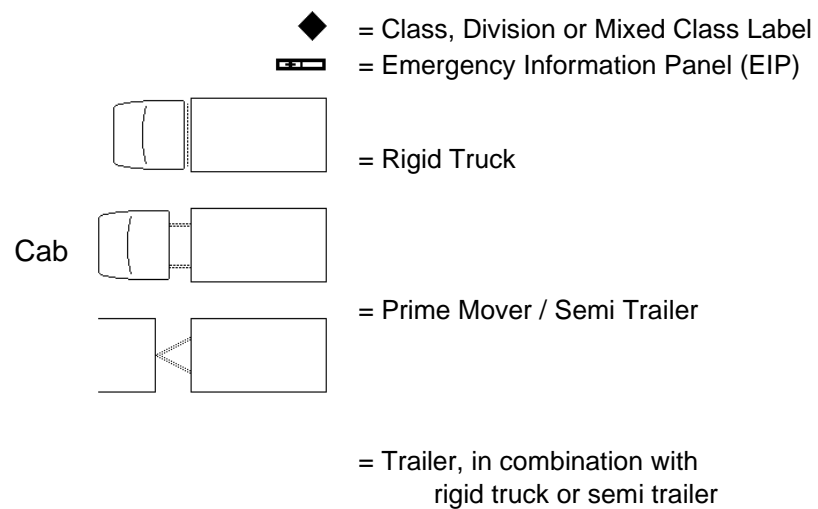 = Class, Division or Mixed Class Label
= Emergency Information Panel (EIP)
= Rigid Truck
Cab
= Prime Mover / Semi Trailer
= Trailer, in combination with
rigid truck or semi trailer